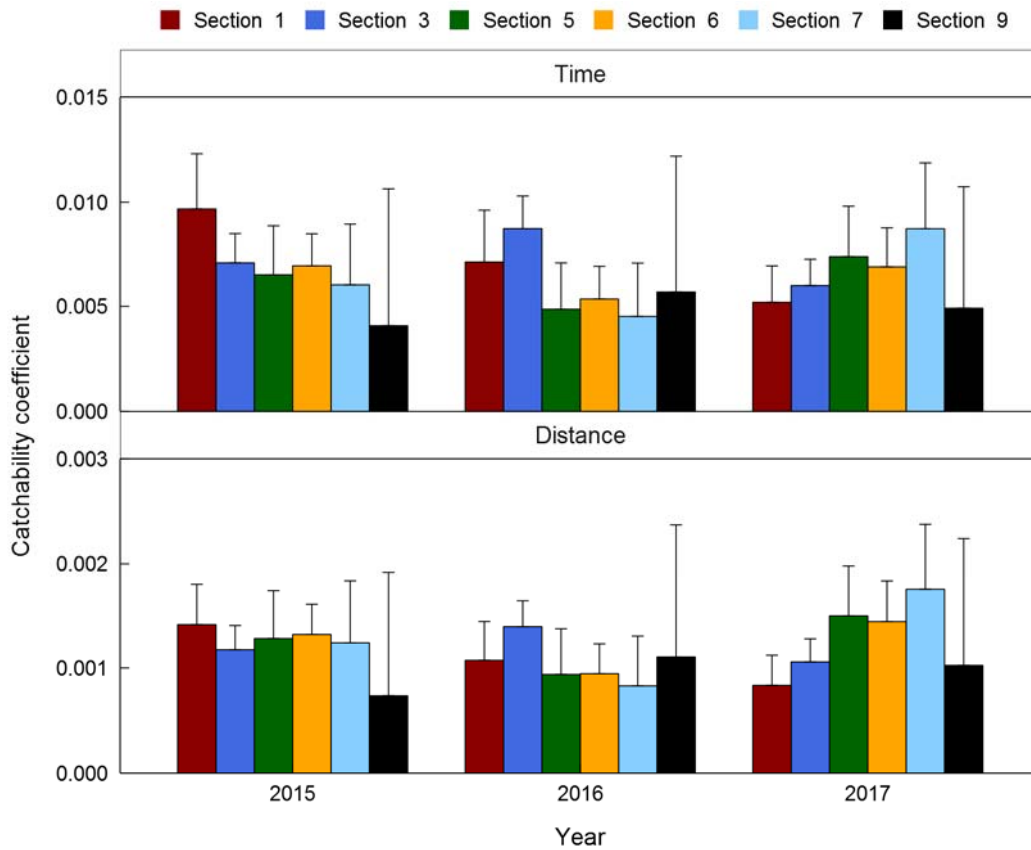 Section 1 Section 3 Section 5 Section 6 Section 7 Section 9
Time
0.015
0.010
0.005
0.000
Distance
0.003
0.002
0.001
0.000
Catchability coefficient
2015 2016 2017
Year